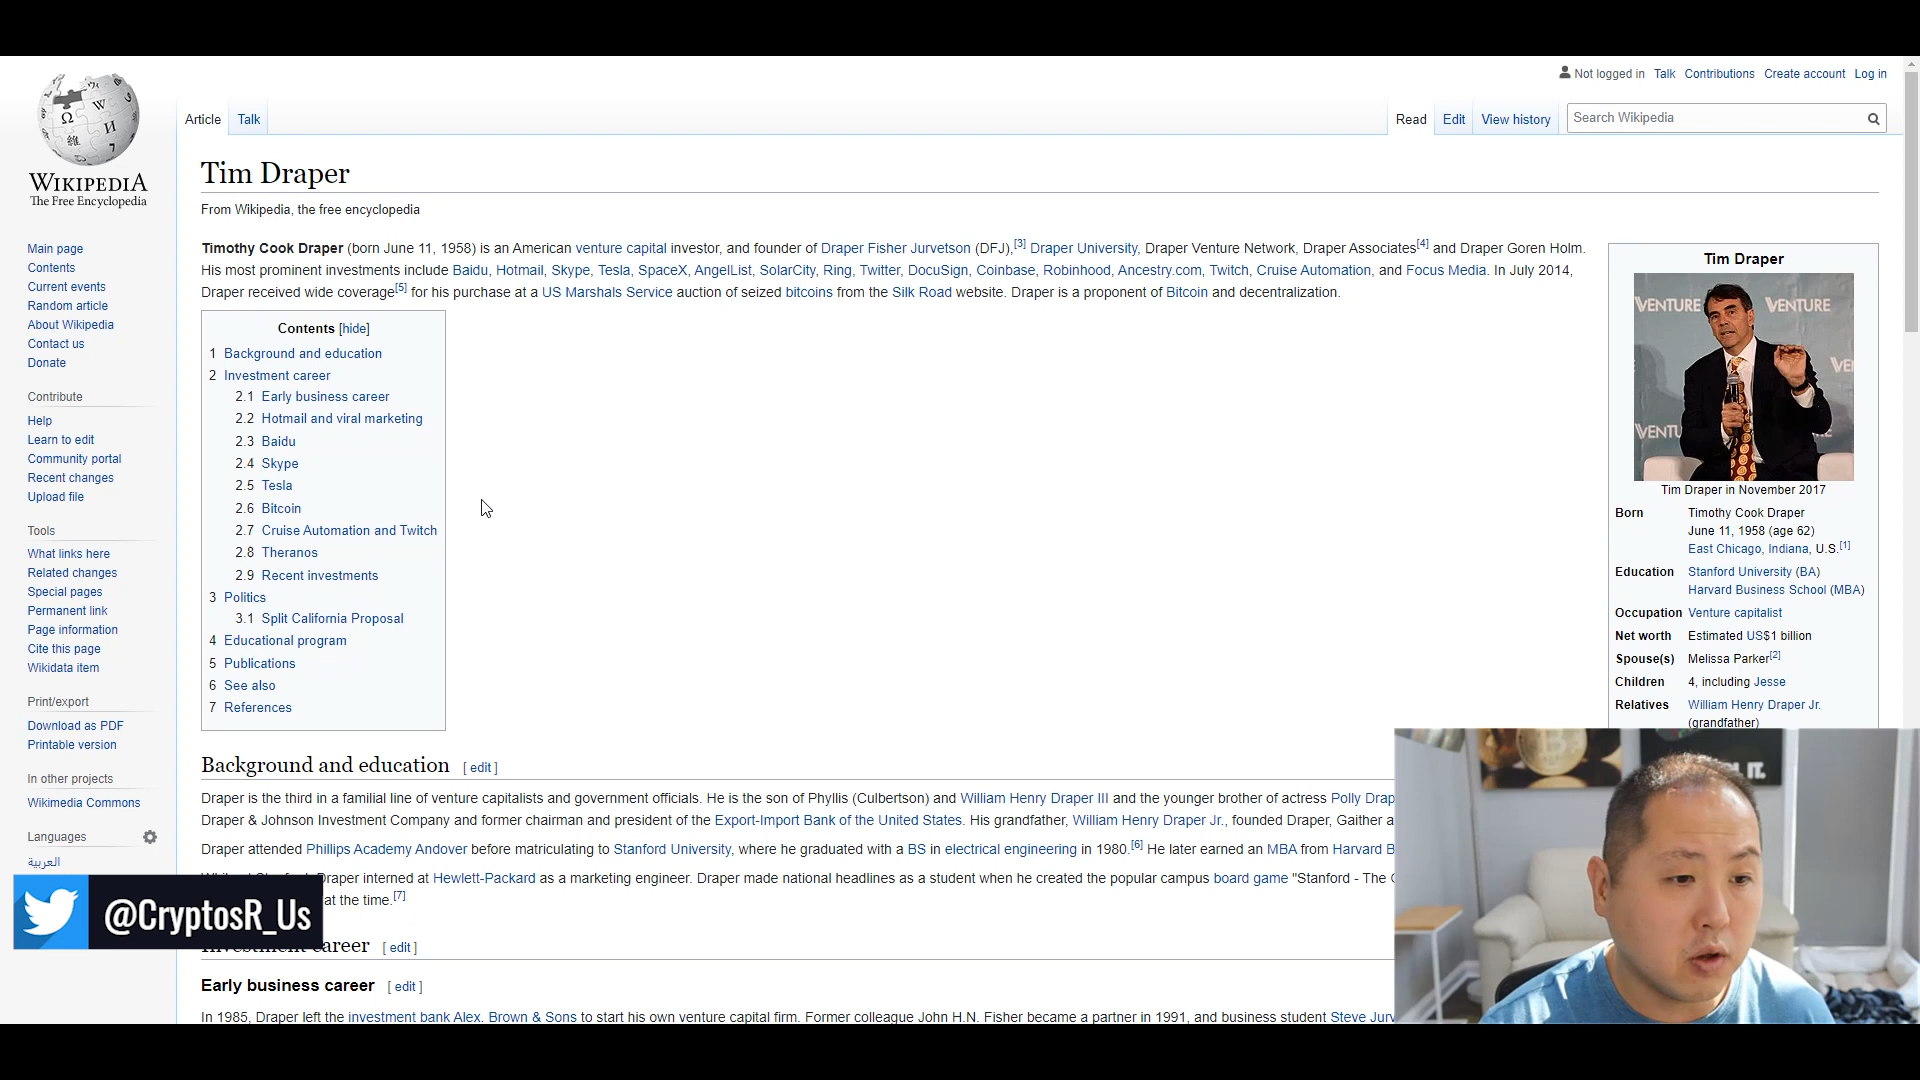 Not logged in Talk Contributions Create account Log in
Article Talk Read Edit View history Search Wikipedia
WIKIPEDIA
The Free Encyclopedia
Main page
Contents
Current events
Random article
About Wikipedia
Contact us
Donate
Contribute
Help
Learn to edit
Community portal
Recent changes
Upload file
Tools
What links here
Related changes
Special pages
Permanent link
Page information
Cite this page
Wikidata item
Print/export
Download as PDF
Printable version
In other projects
Wikimedia Commons
Languages
العربية
@CryptosR_Us
Tim Draper
From Wikipedia, the free encyclopedia
Timothy Cook Draper (born June 11, 1958) is an American venture capital investor, and founder of Draper Fisher Jurvetson (DFJ),[3] Draper University, Draper Venture Network, Draper Associates[4] and Draper Goren Holm.
His most prominent investments include Baidu, Hotmail, Skype, Tesla, SpaceX, AngelList, SolarCity, Ring, Twitter, DocuSign, Coinbase, Robinhood, Ancestry.com, Twitch, Cruise Automation, and Focus Media. In July 2014,
Draper received wide coverage[5] for his purchase at a US Marshals Service auction of seized bitcoins from the Silk Road website. Draper is a proponent of Bitcoin and decentralization.
Contents [hide]
1 Background and education
2 Investment career
2.1 Early business career
2.2 Hotmail and viral marketing
2.3 Baidu
2.4 Skype
2.5 Tesla
2.6 Bitcoin
2.7 Cruise Automation and Twitch
2.8 Theranos
2.9 Recent investments
3 Politics
3.1 Split California Proposal
4 Educational program
5 Publications
6 See also
7 References
Background and education [ edit ]
Draper is the third in a familial line of venture capitalists and government officials. He is the son of Phyllis (Culbertson) and William Henry Draper III and the younger brother of actress Polly Drap
Draper & Johnson Investment Company and former chairman and president of the Export-Import Bank of the United States. His grandfather, William Henry Draper Jr., founded Draper, Gaither a
Draper attended Phillips Academy Andover before matriculating to Stanford University, where he graduated with a BS in electrical engineering in 1980.[6] He later earned an MBA from Harvard B
Draper interned at Hewlett-Packard as a marketing engineer. Draper made national headlines as a student when he created the popular campus board game "Stanford - The
at the time.[7]
career [ edit ]
Early business career [ edit ]
In 1985, Draper left the investment bank Alex. Brown & Sons to start his own venture capital firm. Former colleague John H.N. Fisher became a partner in 1991, and business student Steve Jurv
Tim Draper
VENTURE VENTURE
VE
VENTU
Tim Draper in November 2017
Born Timothy Cook Draper
June 11, 1958 (age 62)
East Chicago, Indiana, U.S.[1]
Education Stanford University (BA)
Harvard Business School (MBA)
Occupation Venture capitalist
Net worth Estimated US$1 billion
Spouse(s) Melissa Parker[2]
Children 4, including Jesse
Relatives William Henry Draper Jr.
(grandfather)
IT.